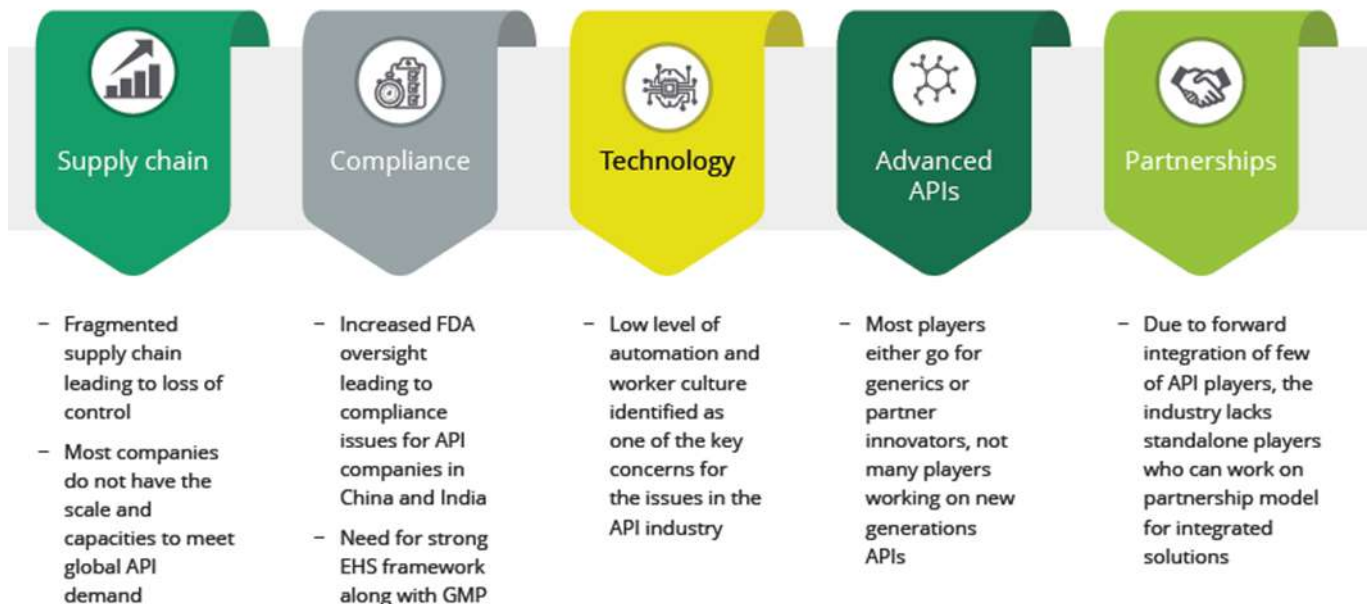 Supply chain
Compliance
Technology
Advanced
APIs
Partnerships
– Fragmented
supply chain
leading to loss of
control
– Most companies
do not have the
scale and
capacities to meet
global API
demand
– Increased FDA
oversight
leading to
compliance
issues for API
companies in
China and India
– Need for strong
EHS framework
along with GMP
– Low level of
automation and
worker culture
identified as
one of the key
concerns for
the issues in the
API industry
– Most players
either go for
generics or
partner
innovators, not
many players
working on new
generations
APIs
– Due to forward
integration of few
of API players, the
industry lacks
standalone players
who can work on
partnership model
for integrated
solutions